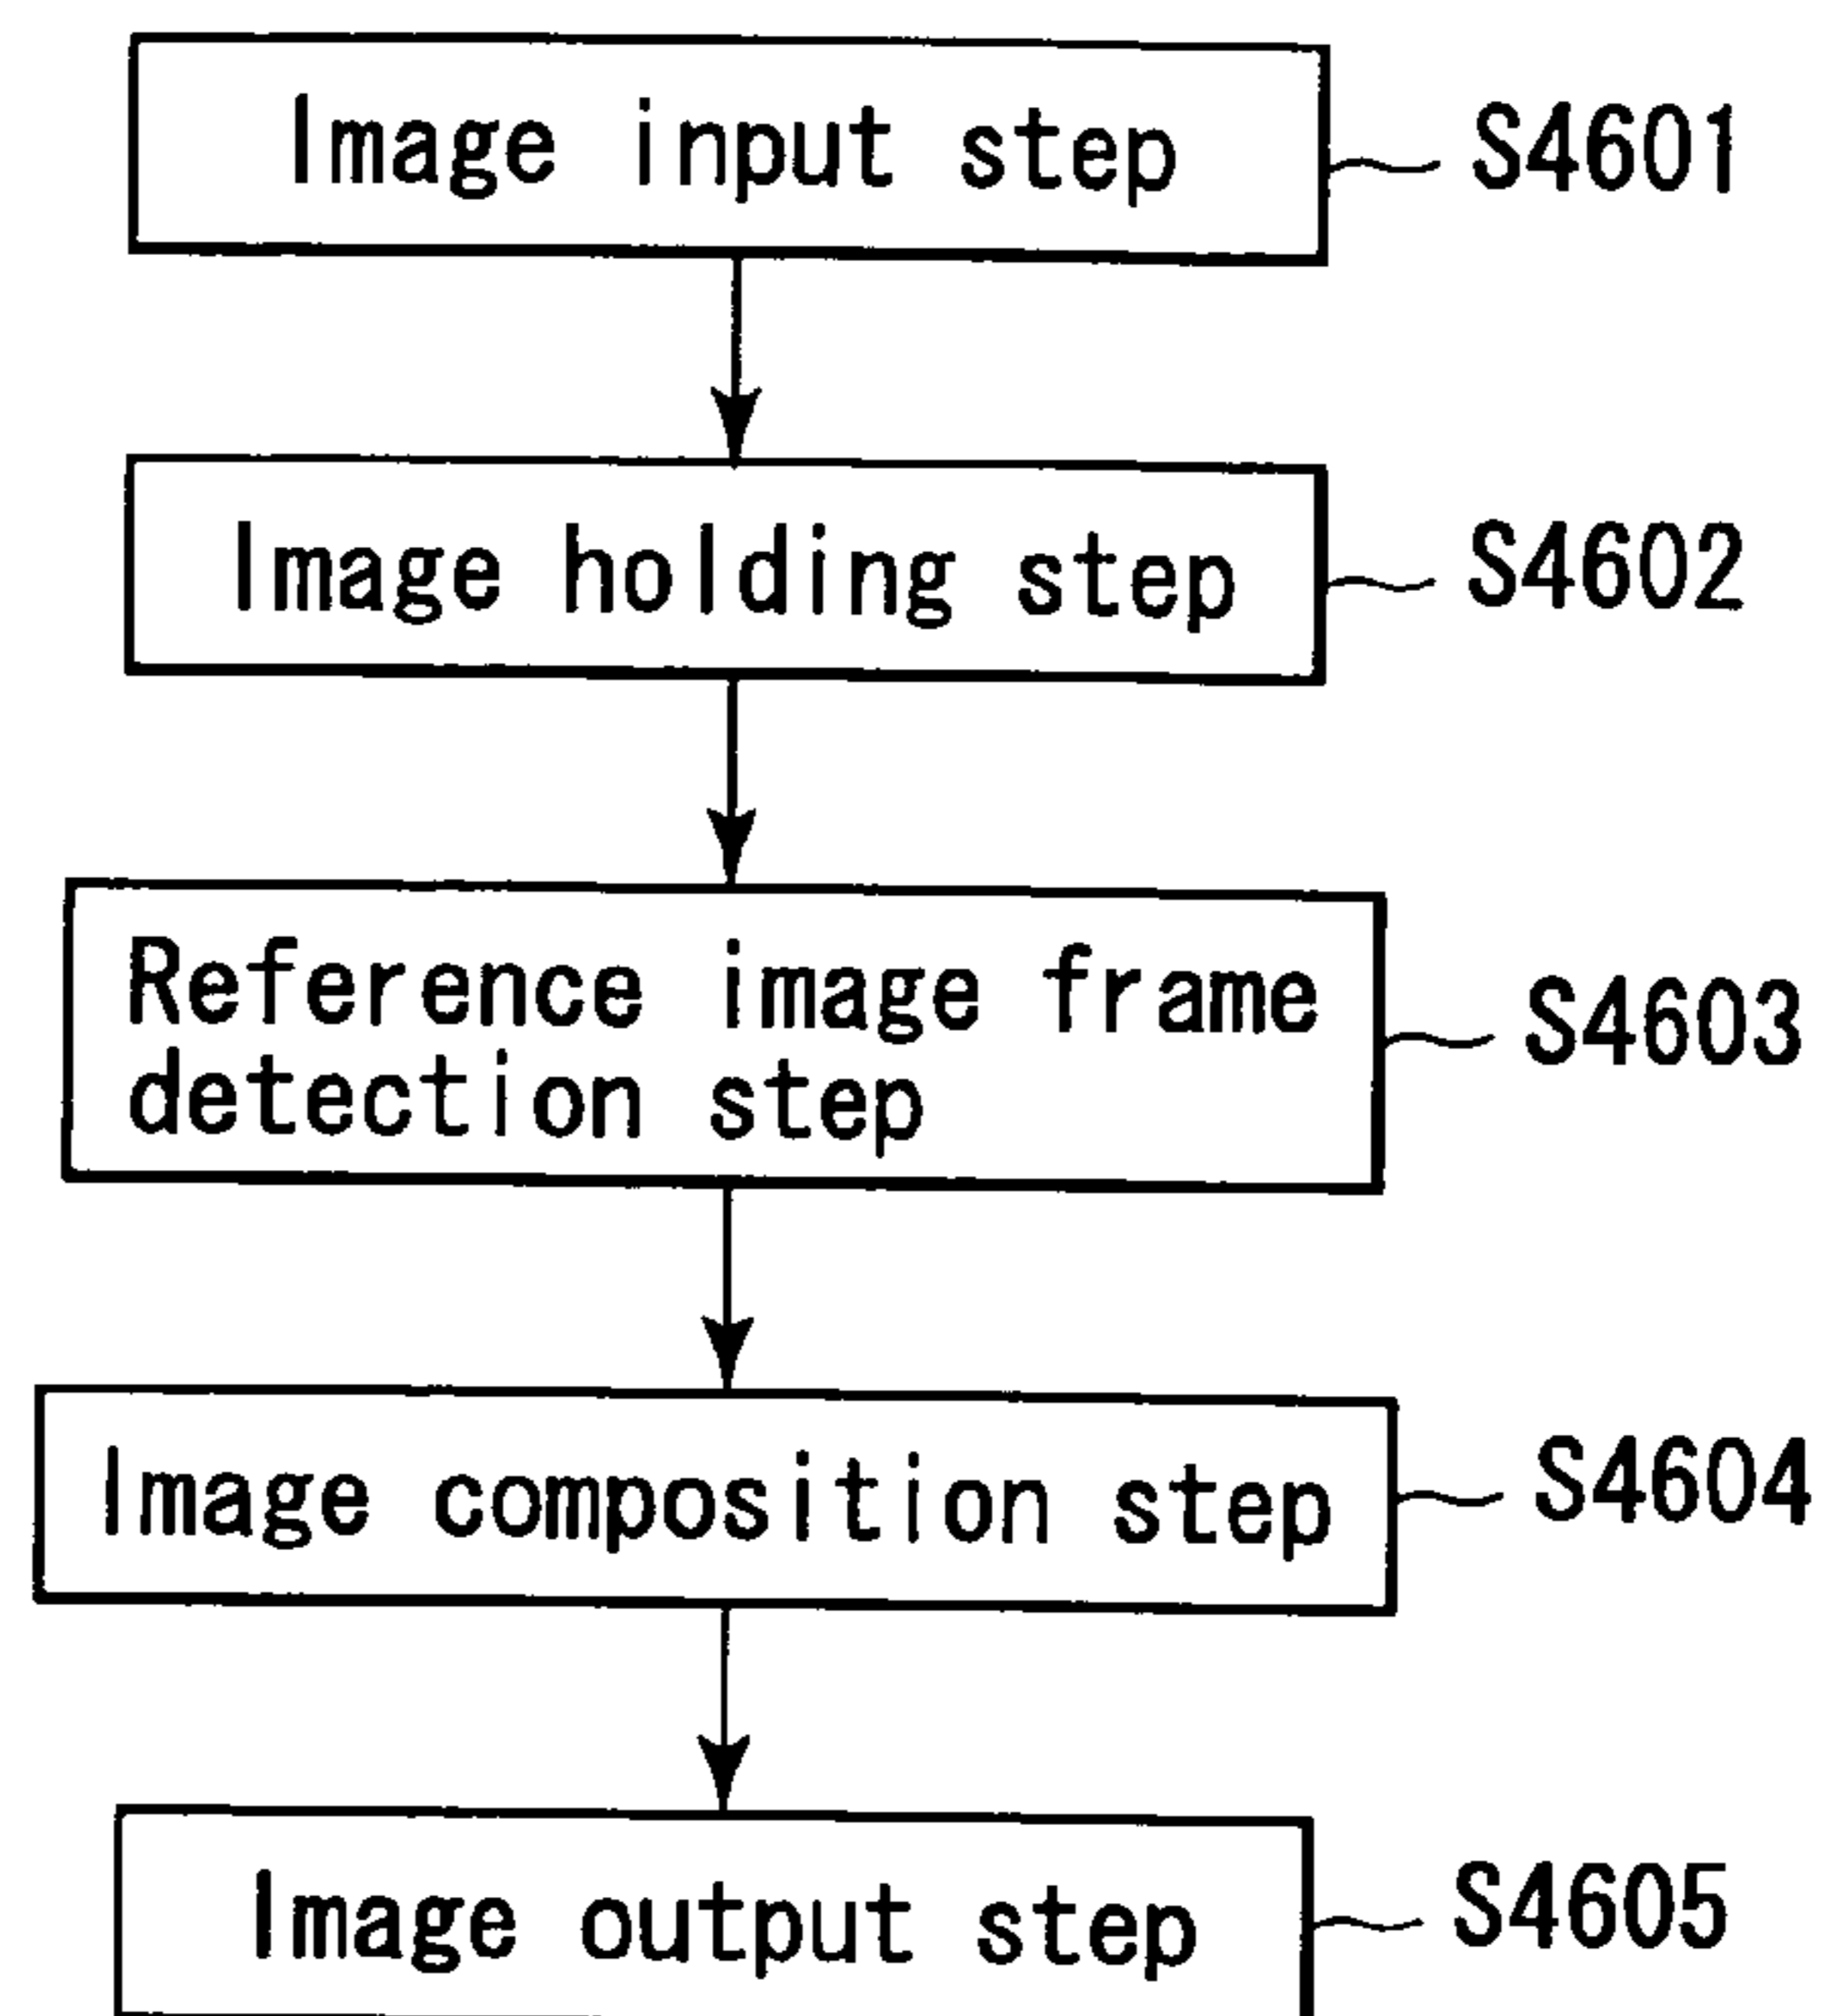 Image input step S4601
Image holding step S4602
Reference image frame
detection step
S4603
Image composition step S4604
Image output step S4605